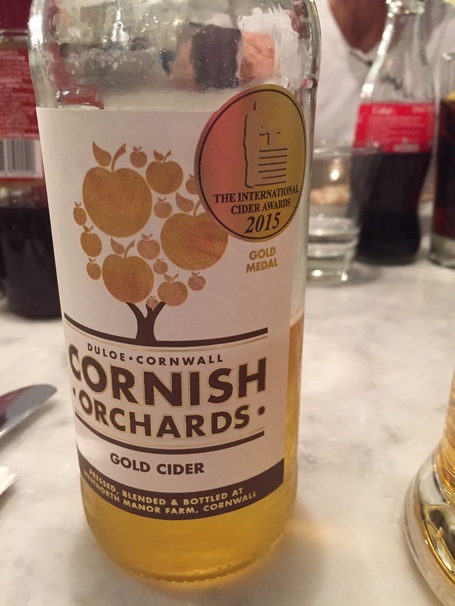 THE INTERNATIONAL
CIDER AWARDS
2015
GOLD
MEDAL
DULOE • CORNWALL
CORNISH
• ORCHARDS •
GOLD CIDER
PRESSED, BLENDED & BOTTLED AT
WESTNORTH MANOR FARM, CORNWALL